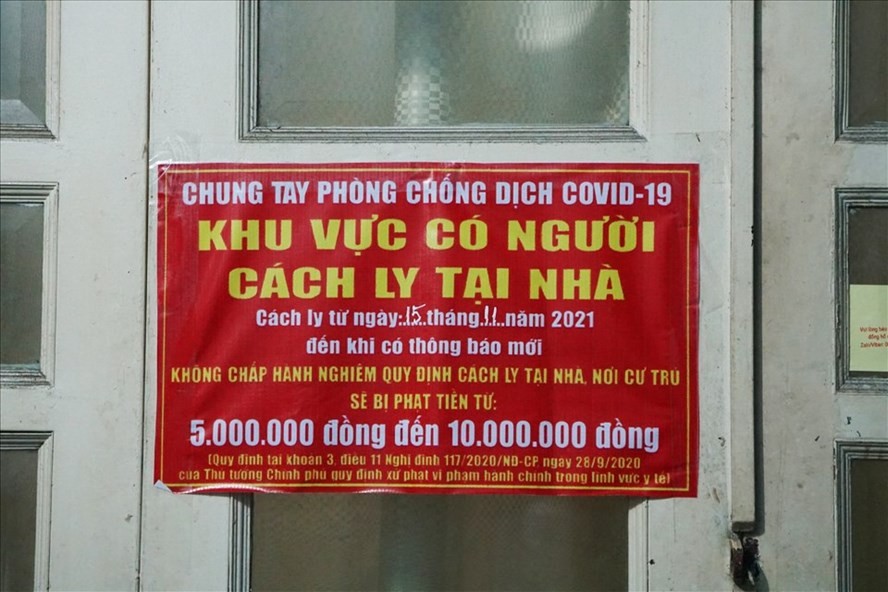 CHUNG TAY PHÒNG CHỐNG DỊCH COVID-19
KHU VỰC CÓ NGƯỜI
CÁCH LY TẠI NHÀ
Cách ly từ ngày:.15.tháng.11..năm 2021
đến khi có thông báo mới
KHÔNG CHẤP HÀNH NGHIÊM QUY ĐỊNH CÁCH LY TẠI NHÀ, NƠI CƯ TRÚ
SẼ BỊ PHẠT TIỀN TỪ:
5.000.000 đồng đến 10.000.000 đồng
(Quy định tại khoản 3, điều 11 Nghị định 117/2020/NĐ-CP ngày 28/9/2020
của Thủ tướng Chính phủ quy định xử phạt vi phạm hành chính trong lĩnh vực y tế)
Vui lòng báo